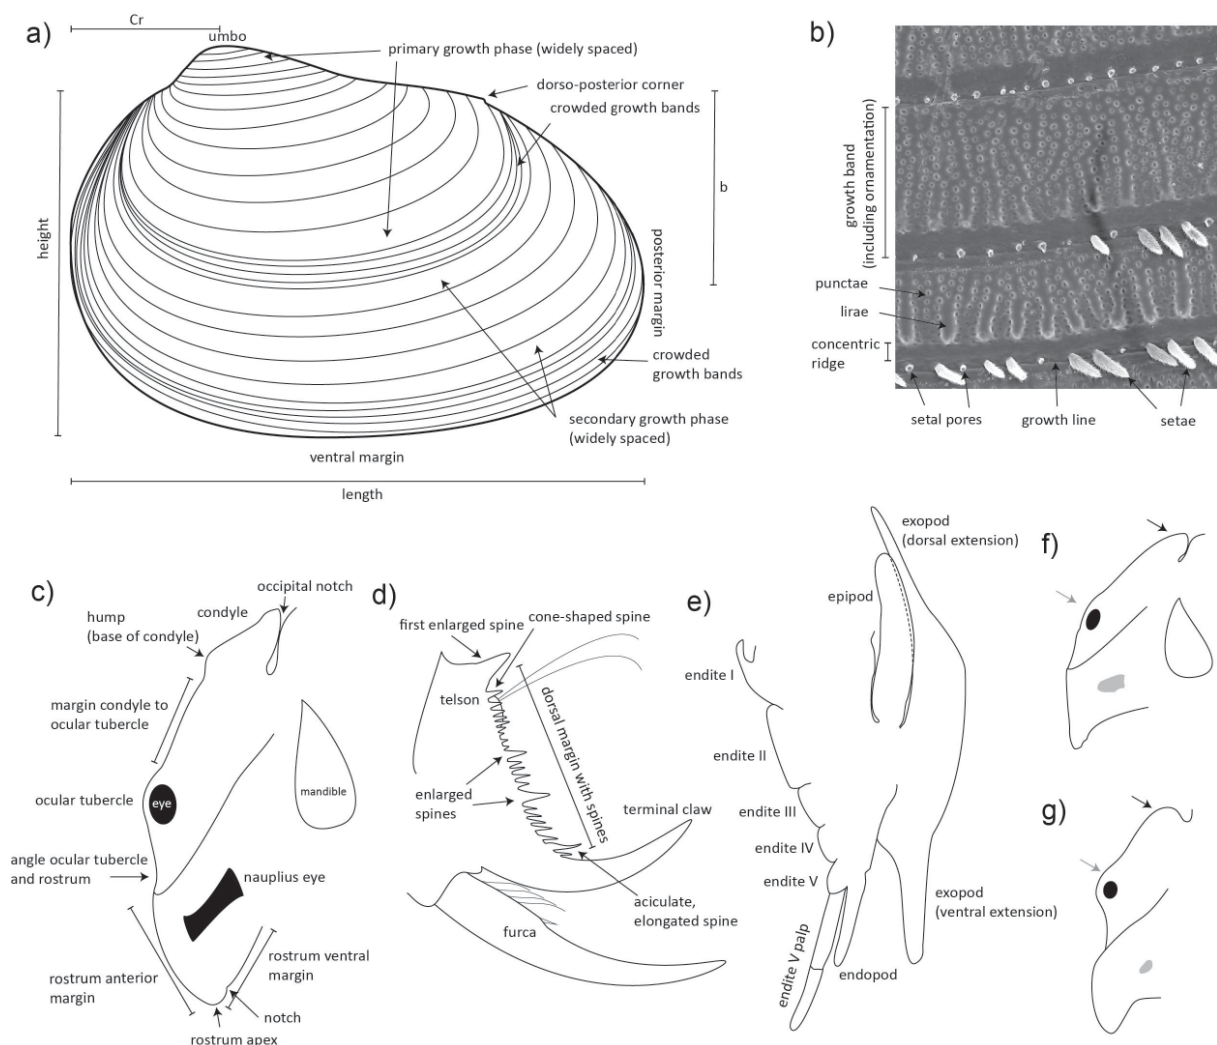 a)
Cr
umbo
primary growth phase (widely spaced)
dorso-posterior corner
crowded growth bands
height
b
posterior margin
crowded
growth bands
secondary growth phase
(widely spaced)
ventral margin
length
b)
growth band
(including ornamentation)
punctae
lirae
concentric
ridge
setal pores
growth line
setae
c)
occipital notch
condyle
hump
(base of condyle)
margin condyle to
ocular tubercle
ocular tubercle
eye
mandible
angle ocular tubercle
and rostrum
nauplius eye
rostrum anterior
margin
rostrum ventral
margin
notch
rostrum apex
d)
cone-shaped spine
first enlarged spine
telson
dorsal margin with spines
enlarged
spines
terminal claw
aciculate,
elongated spine
furca
e)
exopod
(dorsal extension)
epipod
endite I
endite II
endite III
endite IV
endite V
endite V palp
endopod
exopod
(ventral extension)
f)
g)